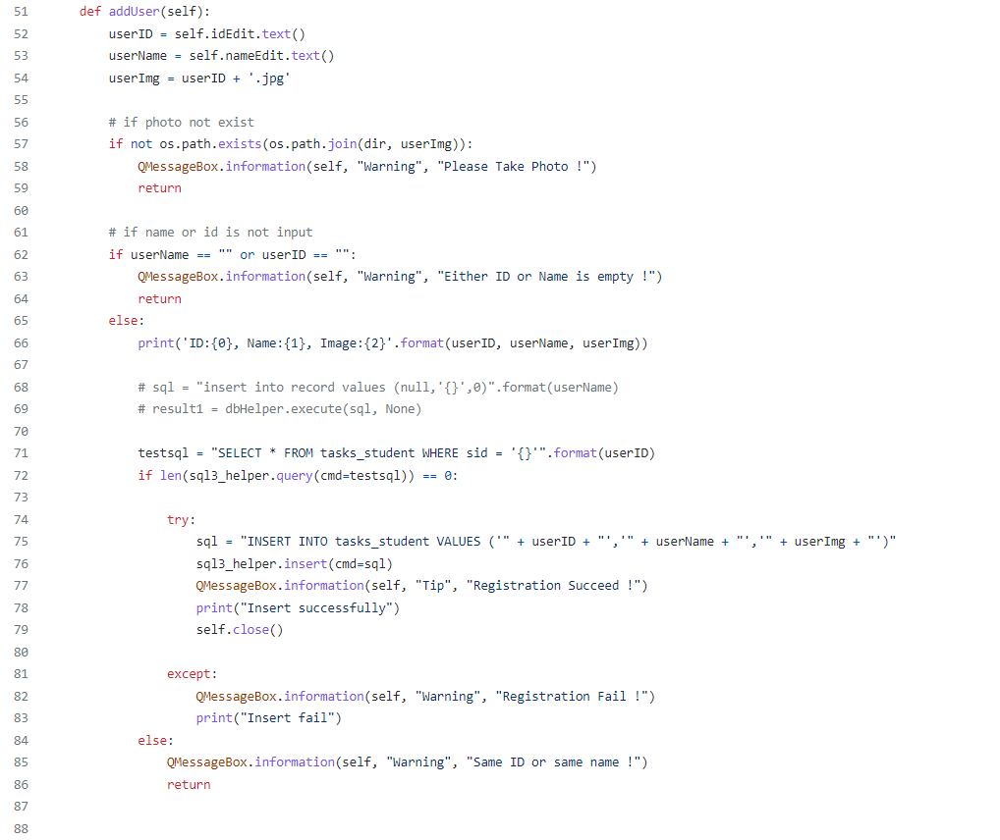 51 def addUser(self):
52 userID = self.idEdit.text()
53 userName = self.nameEdit.text()
54 userImg = userID + '.jpg'
55
56 # if photo not exist
57 if not os.path.exists(os.path.join(dir, userImg)):
58 QMessageBox.information(self, "Warning", "Please Take Photo !")
59 return
60
61 # if name or id is not input
62 if userName == "" or userID == "":
63 QMessageBox.information(self, "Warning", "Either ID or Name is empty !")
64 return
65 else:
66 print('ID:{0}, Name:{1}, Image:{2}'.format(userID, userName, userImg))
67
68 # sql = "insert into record values (null,'{}',0)".format(userName)
69 # result1 = dbHelper.execute(sql, None)
70
71 testsql = "SELECT * FROM tasks_student WHERE sid = '{}'".format(userID)
72 if len(sql3_helper.query(cmd=testsql)) == 0:
73
74 try:
75 sql = "INSERT INTO tasks_student VALUES ('" + userID + "','" + userName + "','" + userImg + "')"
76 sql3_helper.insert(cmd=sql)
77 QMessageBox.information(self, "Tip", "Registration Succeed !")
78 print("Insert successfully")
79 self.close()
80
81 except:
82 QMessageBox.information(self, "Warning", "Registration Fail !")
83 print("Insert fail")
84 else:
85 QMessageBox.information(self, "Warning", "Same ID or same name !")
86 return
87
88